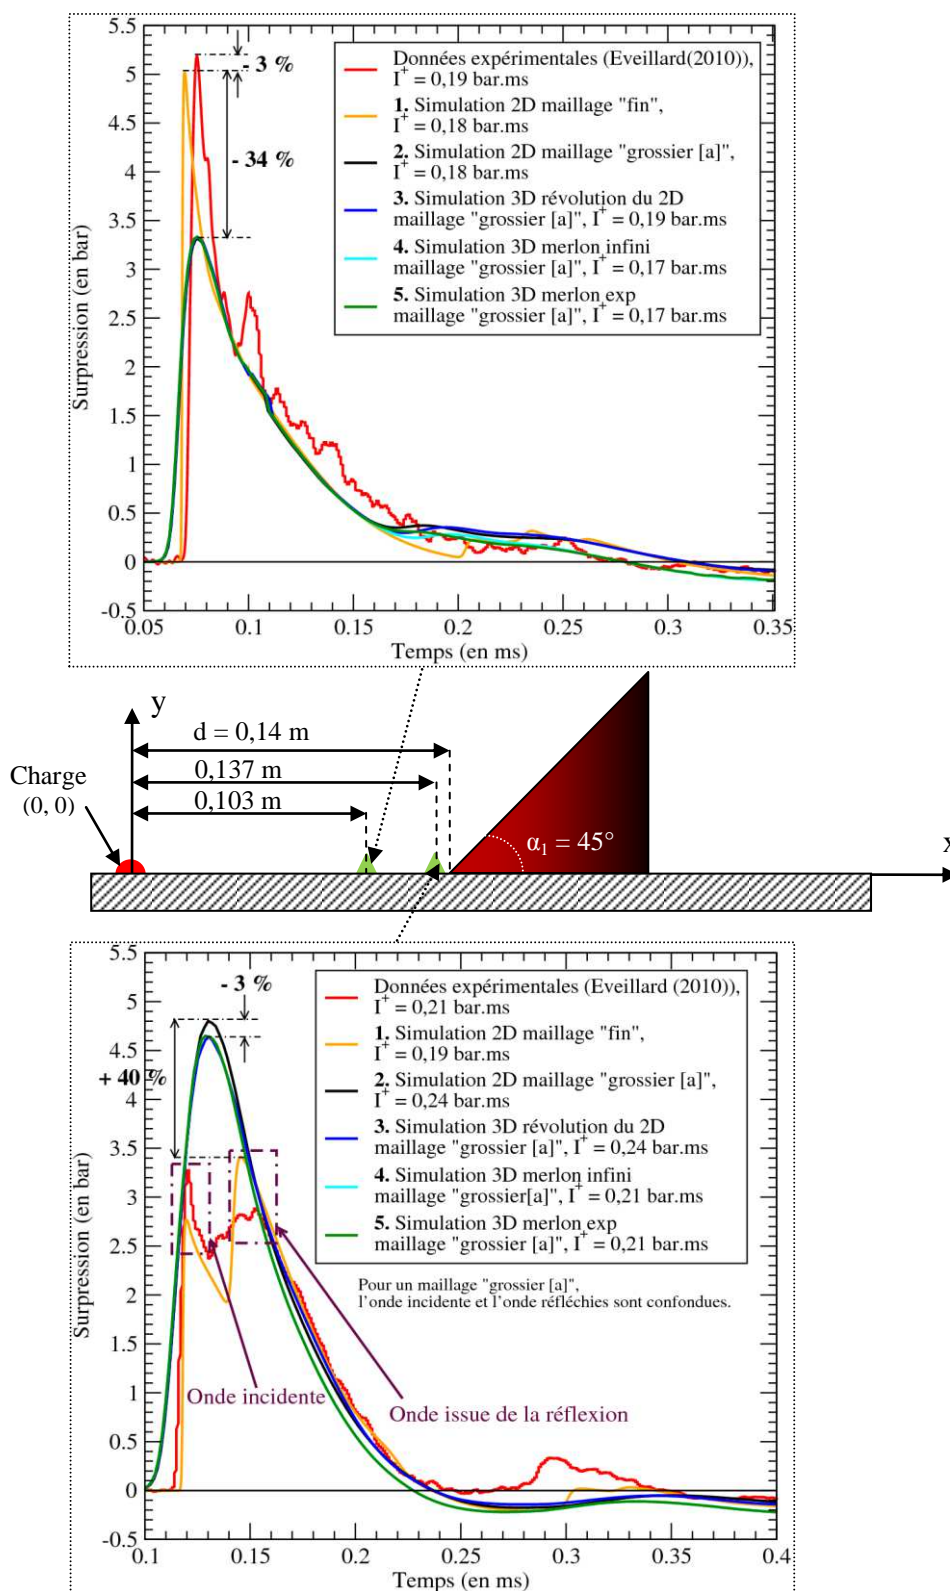 5.5
5
4.5
4
3.5
3
2.5
2
1.5
1
0.5
0
-0.5
Surpression (en bar)
- 3 %
- 34 %
Données expérimentales (Eveillard(2010)),
I+ = 0,19 bar.ms
1. Simulation 2D maillage "fin",
I+ = 0,18 bar.ms
2. Simulation 2D maillage "grossier [a]",
I+ = 0,18 bar.ms
3. Simulation 3D révolution du 2D
maillage "grossier [a]", I+ = 0,19 bar.ms
4. Simulation 3D merlon infini
maillage "grossier [a]", I+ = 0,17 bar.ms
5. Simulation 3D merlon exp
maillage "grossier [a]", I+ = 0,17 bar.ms
0.05 0.1 0.15 0.2 0.25 0.3 0.35
Temps (en ms)
y
d = 0,14 m
0,137 m
0,103 m
Charge
(0, 0)
α1 = 45°
x
5.5
5
4.5
4
3.5
3
2.5
2
1.5
1
0.5
0
-0.5
Surpression (en bar)
- 3 %
+ 40 %
Données expérimentales (Eveillard (2010)),
I+ = 0,21 bar.ms
1. Simulation 2D maillage "fin",
I+ = 0,19 bar.ms
2. Simulation 2D maillage "grossier [a]",
I+ = 0,24 bar.ms
3. Simulation 3D révolution du 2D
maillage "grossier [a]", I+ = 0,24 bar.ms
4. Simulation 3D merlon infini
maillage "grossier[a]", I+ = 0,21 bar.ms
5. Simulation 3D merlon exp
maillage "grossier [a]", I+ = 0,21 bar.ms
Pour un maillage "grossier [a]",
l'onde incidente et l'onde réfléchies sont confondues.
Onde incidente
Onde issue de la réflexion
0.1 0.15 0.2 0.25 0.3 0.35 0.4
Temps (en ms)